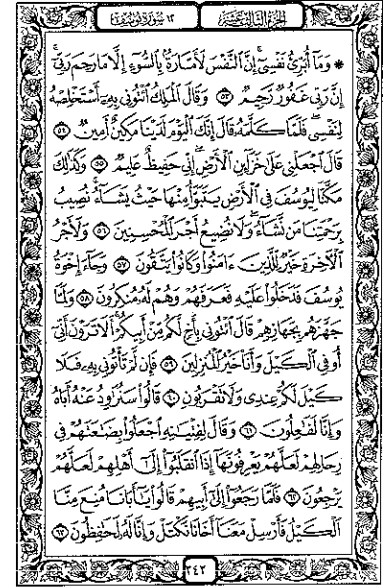 الجزء الثالث عشر
١٢ سورة يوسف
* وَمَآ أُبَرِّئُ نَفْسِيٓ إِنَّ ٱلنَّفْسَ لَأَمَّارَةُۢ بِٱلسُّوٓءِ إِلَّا مَا رَحِمَ رَبِّيٓ
إِنَّ رَبِّي غَفُورٌ رَّحِيمٌ ٥٣ وَقَالَ ٱلْمَلِكُ ٱئْتُونِي بِهِۦٓ أَسْتَخْلِصْهُ
لِنَفْسِي فَلَمَّا كَلَّمَهُۥ قَالَ إِنَّكَ ٱلْيَوْمَ لَدَيْنَا مَكِينٌ أَمِينٌ ٥٤
قَالَ ٱجْعَلْنِي عَلَىٰ خَزَآئِنِ ٱلْأَرْضِ إِنِّي حَفِيظٌ عَلِيمٌ ٥٥ وَكَذَٰلِكَ
مَكَّنَّا لِيُوسُفَ فِي ٱلْأَرْضِ يَتَبَوَّأُ مِنْهَا حَيْثُ يَشَآءُ نُصِيبُ
بِرَحْمَتِنَا مَن نَّشَآءُ وَلَا نُضِيعُ أَجْرَ ٱلْمُحْسِنِينَ ٥٦ وَلَأَجْرُ
ٱلْأَخِرَةِ خَيْرٌ لِّلَّذِينَ ءَامَنُوا۟ وَكَانُوا۟ يَتَّقُونَ ٥٧ وَجَآءَ إِخْوَةُ
يُوسُفَ فَدَخَلُوا۟ عَلَيْهِ فَعَرَفَهُمْ وَهُمْ لَهُۥ مُنكِرُونَ ٥٨ وَلَمَّا
جَهَّزَهُم بِجَهَازِهِمْ قَالَ ٱئْتُونِي بِأَخٍ لَّكُم مِّنْ أَبِيكُمْ أَلَا تَرَوْنَ أَنِّيٓ
أُوفِي ٱلْكَيْلَ وَأَنَا۠ خَيْرُ ٱلْمُنزِلِينَ ٥٩ فَإِن لَّمْ تَأْتُونِي بِهِۦ فَلَا
كَيْلَ لَكُمْ عِندِي وَلَا تَقْرَبُونِ ٦٠ قَالُوا۟ سَنُرَٰوِدُ عَنْهُ أَبَاهُ
وَإِنَّا لَفَٰعِلُونَ ٦١ وَقَالَ لِفِتْيَٰنِهِ ٱجْعَلُوا۟ بِضَٰعَتَهُمْ فِي
رِحَالِهِمْ لَعَلَّهُمْ يَعْرِفُونَهَآ إِذَا ٱنقَلَبُوٓا۟ إِلَىٰٓ أَهْلِهِمْ لَعَلَّهُمْ
يَرْجِعُونَ ٦٢ فَلَمَّا رَجَعُوٓا۟ إِلَىٰٓ أَبِيهِمْ قَالُوا۟ يَٰٓأَبَانَا مُنِعَ مِنَّا
ٱلْكَيْلُ فَأَرْسِلْ مَعَنَآ أَخَانَا نَكْتَلْ وَإِنَّا لَهُۥ لَحَٰفِظُونَ ٦٣
٢٤٢